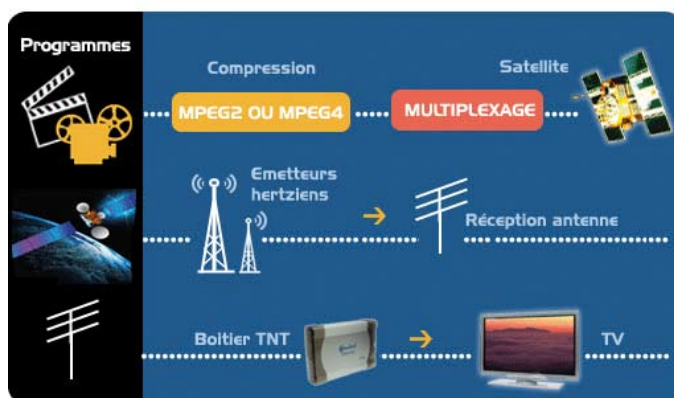 Programmes
Compression
Satellite
MPEG2 OU MPEG4
MULTIPLEXAGE
Emetteurs
hertziens
Réception antenne
Boitier TNT
TV